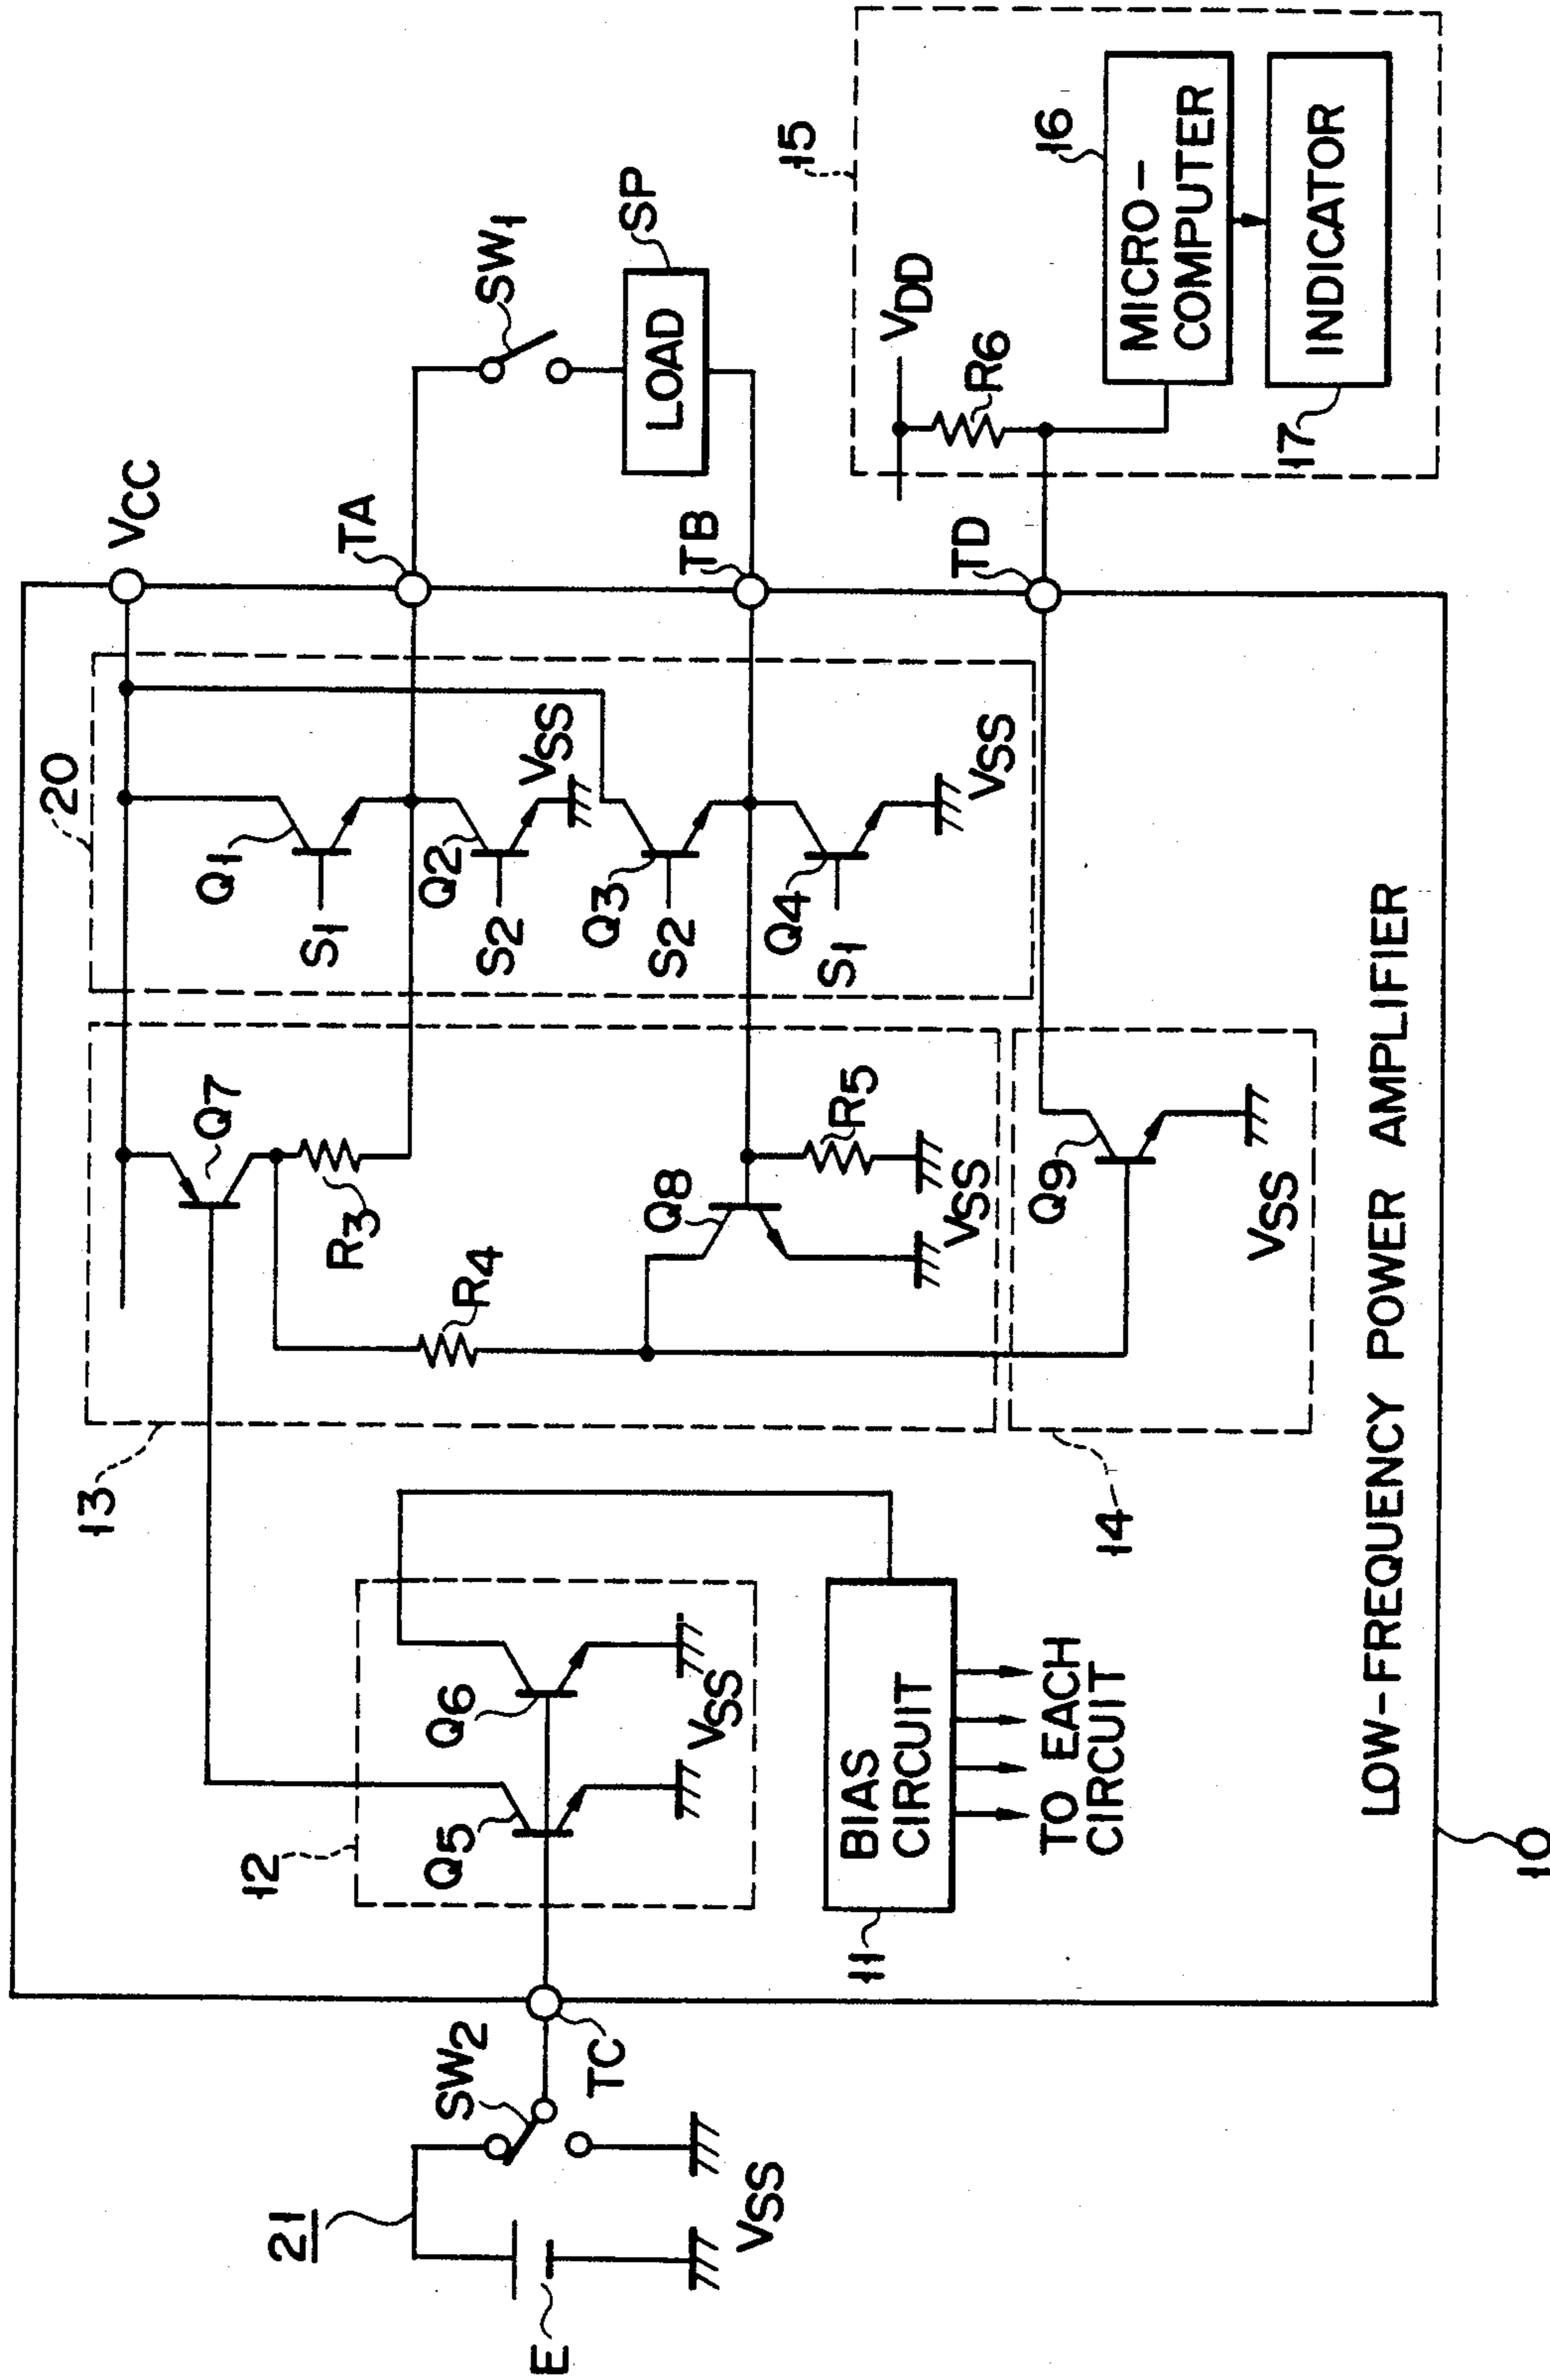 20
VCC
Q1
S1
TA
Q2
S2
VSS
SW1
SP
LOAD
Q3
S2
TB
Q4
S1
VSS
TD
13
Q7
R3
R4
Q8
R5
VSS
14
Q9
VSS
15
VDD
R6
16
MICRO-
COMPUTER
17
INDICATOR
12
Q5
Q6
VSS
11
BIAS
CIRCUIT
TO EACH
CIRCUIT
21
E
SW2
TC
VSS
LOW-FREQUENCY POWER AMPLIFIER
10